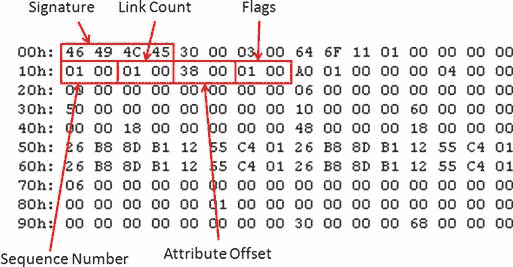 Signature Link Count Flags
00h: 46 49 4C 45 30 00 03 00 64 6F 11 01 00 00 00 00
10h: 01 00 01 00 38 00 01 00 A0 01 00 00 00 04 00 00
20h: 00 00 00 00 00 00 00 00 06 00 00 00 00 00 00 00
30h: 50 00 00 00 00 00 00 00 10 00 00 00 60 00 00 00
40h: 00 00 18 00 00 00 00 00 48 00 00 00 18 00 00 00
50h: 26 B8 8D B1 12 55 C4 01 26 B8 8D B1 12 55 C4 01
60h: 26 B8 8D B1 12 55 C4 01 26 B8 8D B1 12 55 C4 01
70h: 06 00 00 00 00 00 00 00 00 00 00 00 00 00 00 00
80h: 00 00 00 00 01 00 00 00 00 00 00 00 00 00 00
90h: 00 00 00 00 00 00 00 00 30 00 00 00 68 00 00 00
Sequence Number Attribute Offset